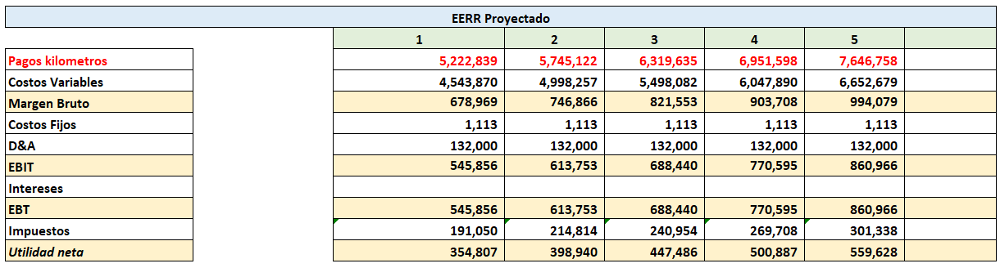 EERR Proyectado
1 2 3 4 5
Pagos kilometros 5,222,839 5,745,122 6,319,635 6,951,598 7,646,758
Costos Variables 4,543,870 4,998,257 5,498,082 6,047,890 6,652,679
Margen Bruto 678,969 746,866 821,553 903,708 994,079
Costos Fijos 1,113 1,113 1,113 1,113 1,113
D&A 132,000 132,000 132,000 132,000 132,000
EBIT 545,856 613,753 688,440 770,595 860,966
Intereses
EBT 545,856 613,753 688,440 770,595 860,966
Impuestos 191,050 214,814 240,954 269,708 301,338
Utilidad neta 354,807 398,940 447,486 500,887 559,628